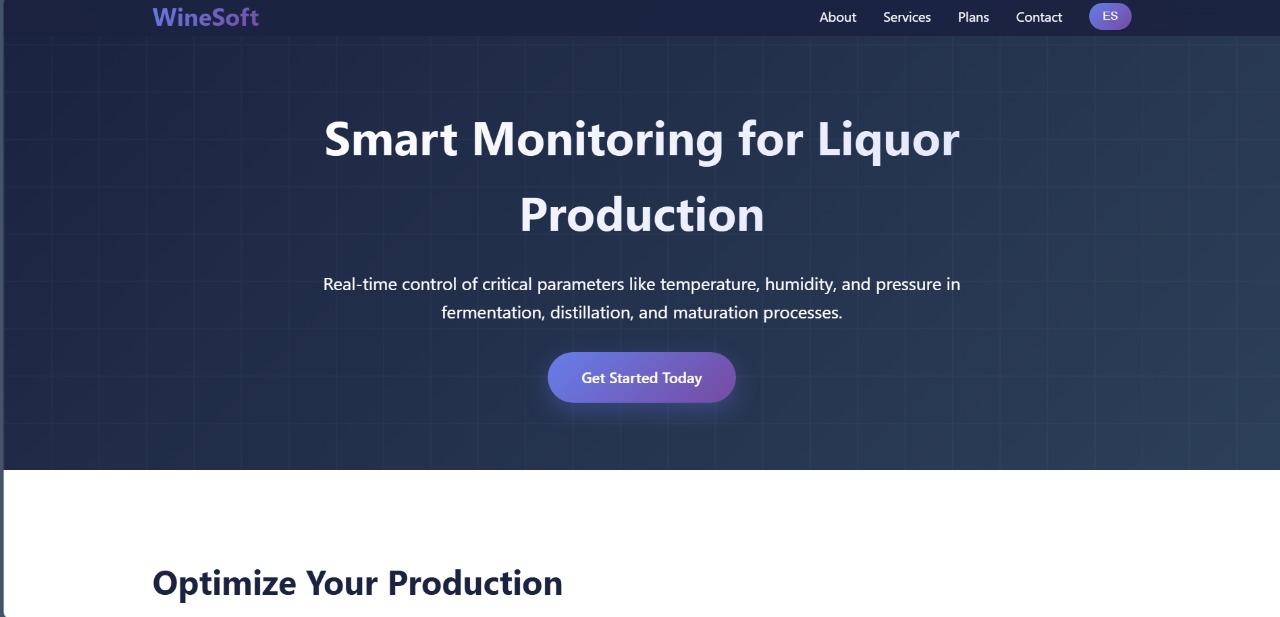 WineSoft
About
Services
Plans
Contact
ES
Smart Monitoring for Liquor
Production
Real-time control of critical parameters like temperature, humidity, and pressure in
fermentation, distillation, and maturation processes.
Get Started Today
Optimize Your Production